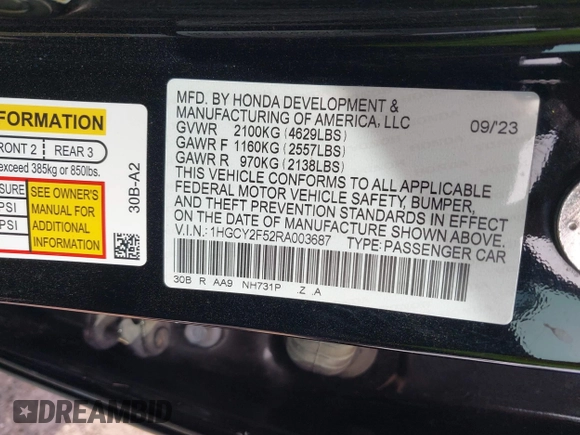 FORMATION
FRONT 2 REAR 3
exceed 385kg or 850lbs.
SEE OWNER'S
MANUAL FOR
ADDITIONAL
INFORMATION
PSI
PSI
30B-A2
MFD. BY HONDA DEVELOPMENT &
MANUFACTURING OF AMERICA, LLC 09/'23
GVWR 2100KG (4629LBS)
GAWR F 1160KG (2557LBS)
GAWR R 970KG (2138LBS)
THIS VEHICLE CONFORMS TO ALL APPLICABLE
FEDERAL MOTOR VEHICLE SAFETY, BUMPER,
AND THEFT PREVENTION STANDARDS IN EFFECT
ON THE DATE OF MANUFACTURE SHOWN ABOVE.
V.I.N.: 1HGCY2F52RA003687 TYPE: PASSENGER CAR
30B R AA9 NH731P .Z .A
DREAMBID